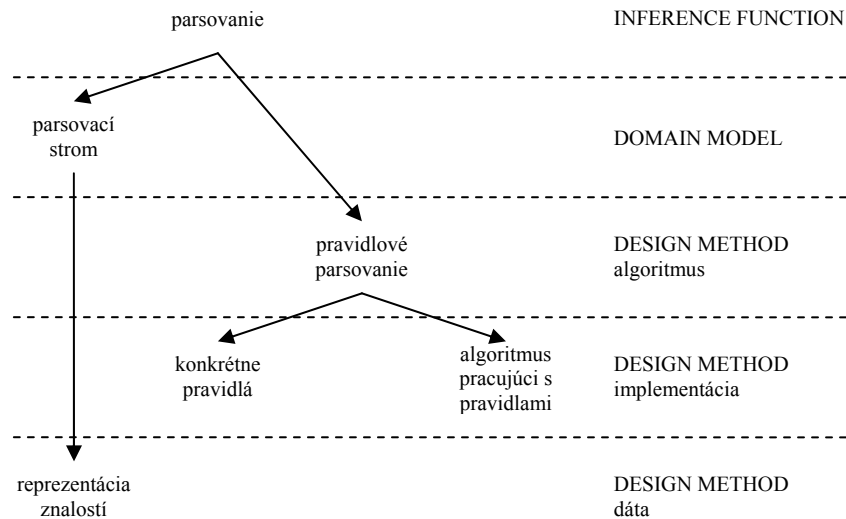 parsovanie
INFERENCE FUNCTION
parsovací
strom
DOMAIN MODEL
pravidlové
parsovanie
DESIGN METHOD
algoritmus
konkrétne
pravidlá
algoritmus
pracujúci s
pravidlami
DESIGN METHOD
implementácia
reprezentácia
znalostí
DESIGN METHOD
dáta